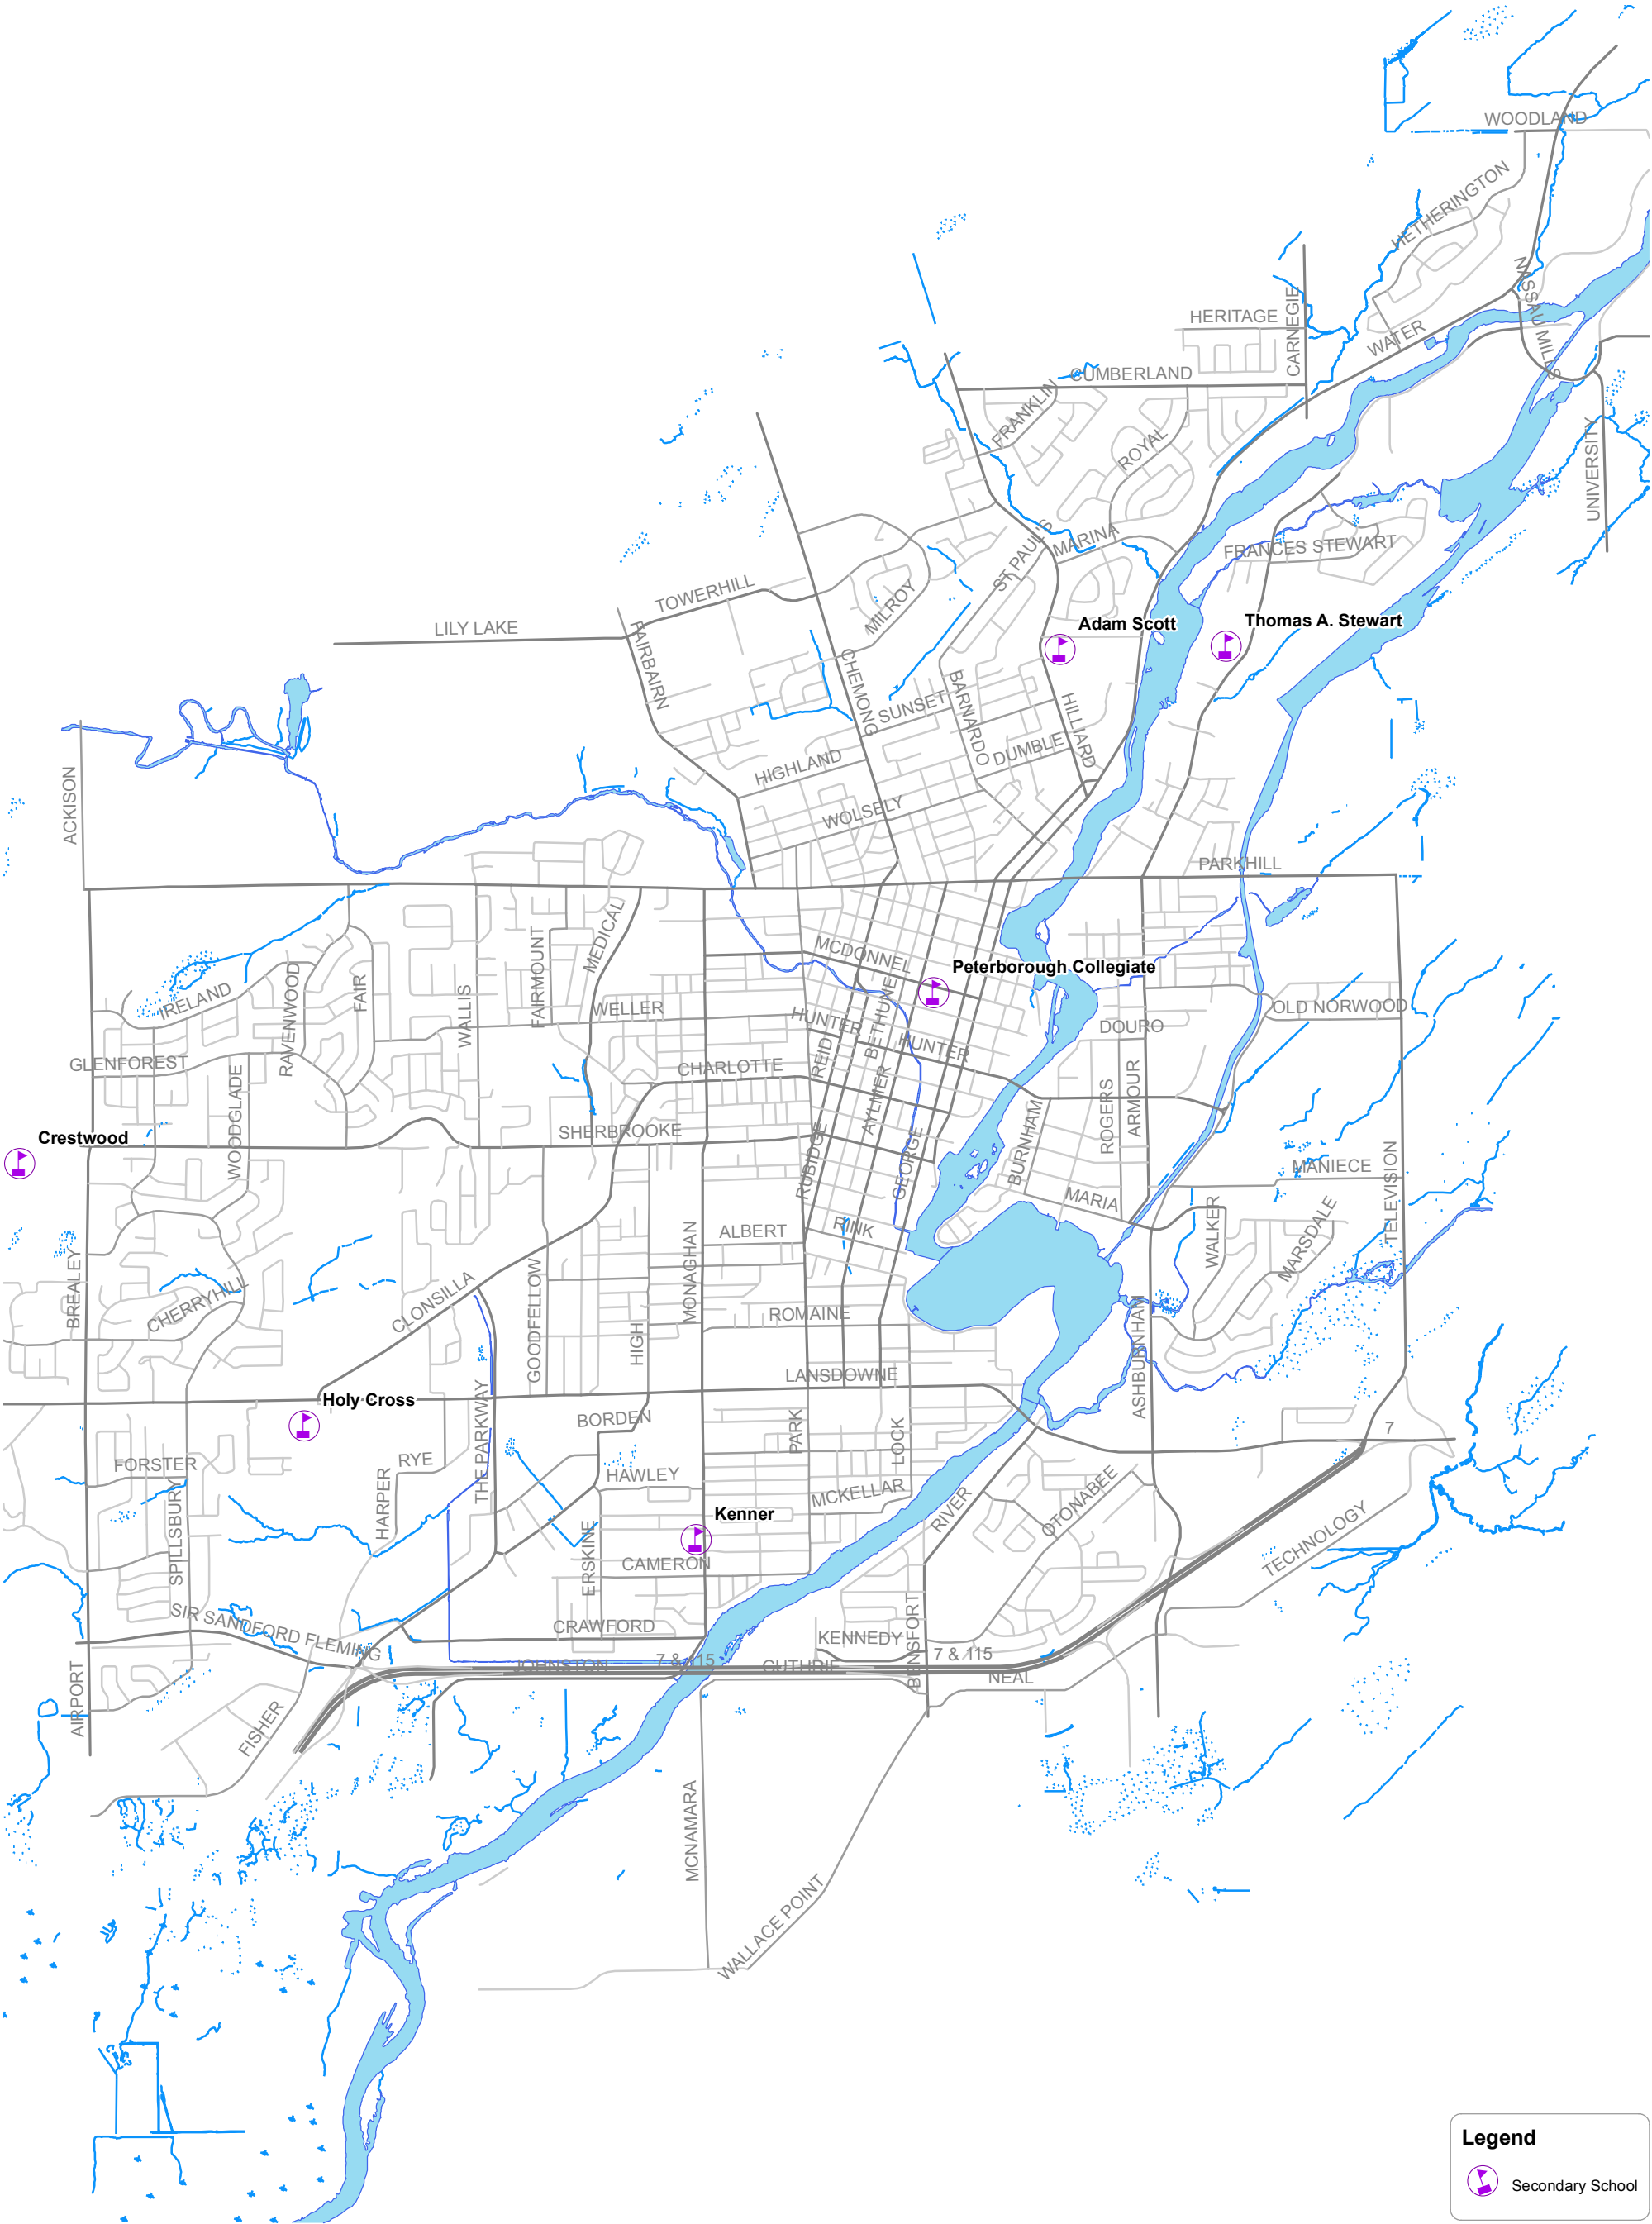 WOODLAND
HETHERINGTON
NASSAU MILLS
CARNEGIE
HERITAGE
WATER
CUMBERLAND
FRANKLIN
ROYAL
UNIVERSITY
ST PAUL'S
MARINA
FRANCES STEWART
TOWERHILL
MILROY
LILY LAKE
FAIRBAIRN
Adam Scott
Thomas A. Stewart
CHEMONG
SUNSET
BARNARDO
HILLIARD
DUMBLE
HIGHLAND
WOLSELY
ACKISON
PARKHILL
MEDICAL
MCDONNEL
Peterborough Collegiate
FAIRMOUNT
IRELAND
RAVENWOOD
FAIR
WALLIS
WELLER
HUNTER
BETHUNE
HUNTER
OLD NORWOOD
DOURO
GLENFOREST
CHARLOTTE
REID
WOODGLADE
AYLMER
ROGERS
ARMOUR
Crestwood
SHERBROOKE
RUBIDGE
GEORGE
BURNHAM
MANIECE
TELEVISION
MARIA
WALKER
MARSDALE
BREALEY
CHERRYHILL
CLONSILLA
GOODFELLOW
HIGH
MONAGHAN
ALBERT
RINK
ROMAINE
ASHBURNHAM
LANSDOWNE
Holy Cross
THE PARKWAY
BORDEN
PARK
LOCK
7
FORSTER
RYE
HAWLEY
MCKELLAR
SPILLSBURY
HARPER
Kenner
RIVER
OTONABEE
ERSKINE
CAMERON
TECHNOLOGY
SIR SANDFORD FLEMING
CRAWFORD
KENNEDY
BENSFORT
7 & 115
JOHNSTON
7 & 115
GUTHRIE
NEAL
AIRPORT
FISHER
MCNAMARA
WALLACE POINT
Legend
Secondary School